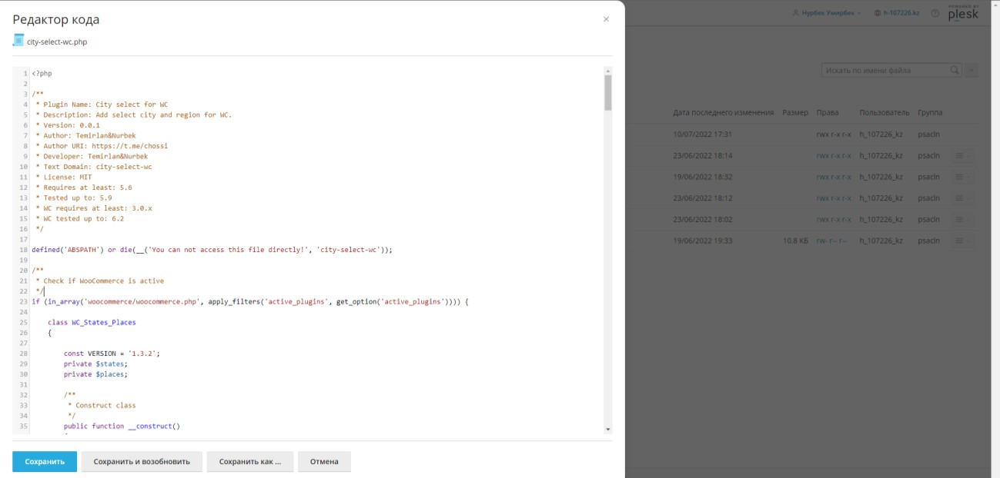 Редактор кода
×
city-select-wc.php
1 <?php
2
3 /**
4 * Plugin Name: City select for WC
5 * Description: Add select city and region for WC.
6 * Version: 0.0.1
7 * Author: Temirlan&Nurbek
8 * Author URI: https://t.me/chossi
9 * Developer: Temirlan&Nurbek
10 * Text Domain: city-select-wc
11 * License: MIT
12 * Requires at least: 5.6
13 * Tested up to: 5.9
14 * WC requires at least: 3.0.x
15 * WC tested up to: 6.2
16 */
17
18 defined('ABSPATH') or die(__('You can not access this file directly!', 'city-select-wc'));
19
20 /**
21 * Check if WooCommerce is active
22 */
23 if (in_array('woocommerce/woocommerce.php', apply_filters('active_plugins', get_option('active_plugins')))) {
24
25 class WC_States_Places
26 {
27
28 const VERSION = '1.3.2';
29 private $states;
30 private $places;
31
32 /**
33 * Construct class
34 */
35 public function __construct()
Сохранить Сохранить и возобновить Сохранить как ... Отмена
Нурбек Умирбек h-107226.kz POWERED BY plesk
Искать по имени файла
Дата последнего изменения Размер Права Пользователь Группа
10/07/2022 17:31 rwx r-x r-x h_107226_kz psacln
23/06/2022 18:14 rwx r-x r-x h_107226_kz psacln
19/06/2022 18:32 rwx r-x r-x h_107226_kz psacln
23/06/2022 18:12 rwx r-x r-x h_107226_kz psacln
23/06/2022 18:02 rwx r-x r-x h_107226_kz psacln
19/06/2022 19:33 10.8 КБ rw- r-- r-- h_107226_kz psacln